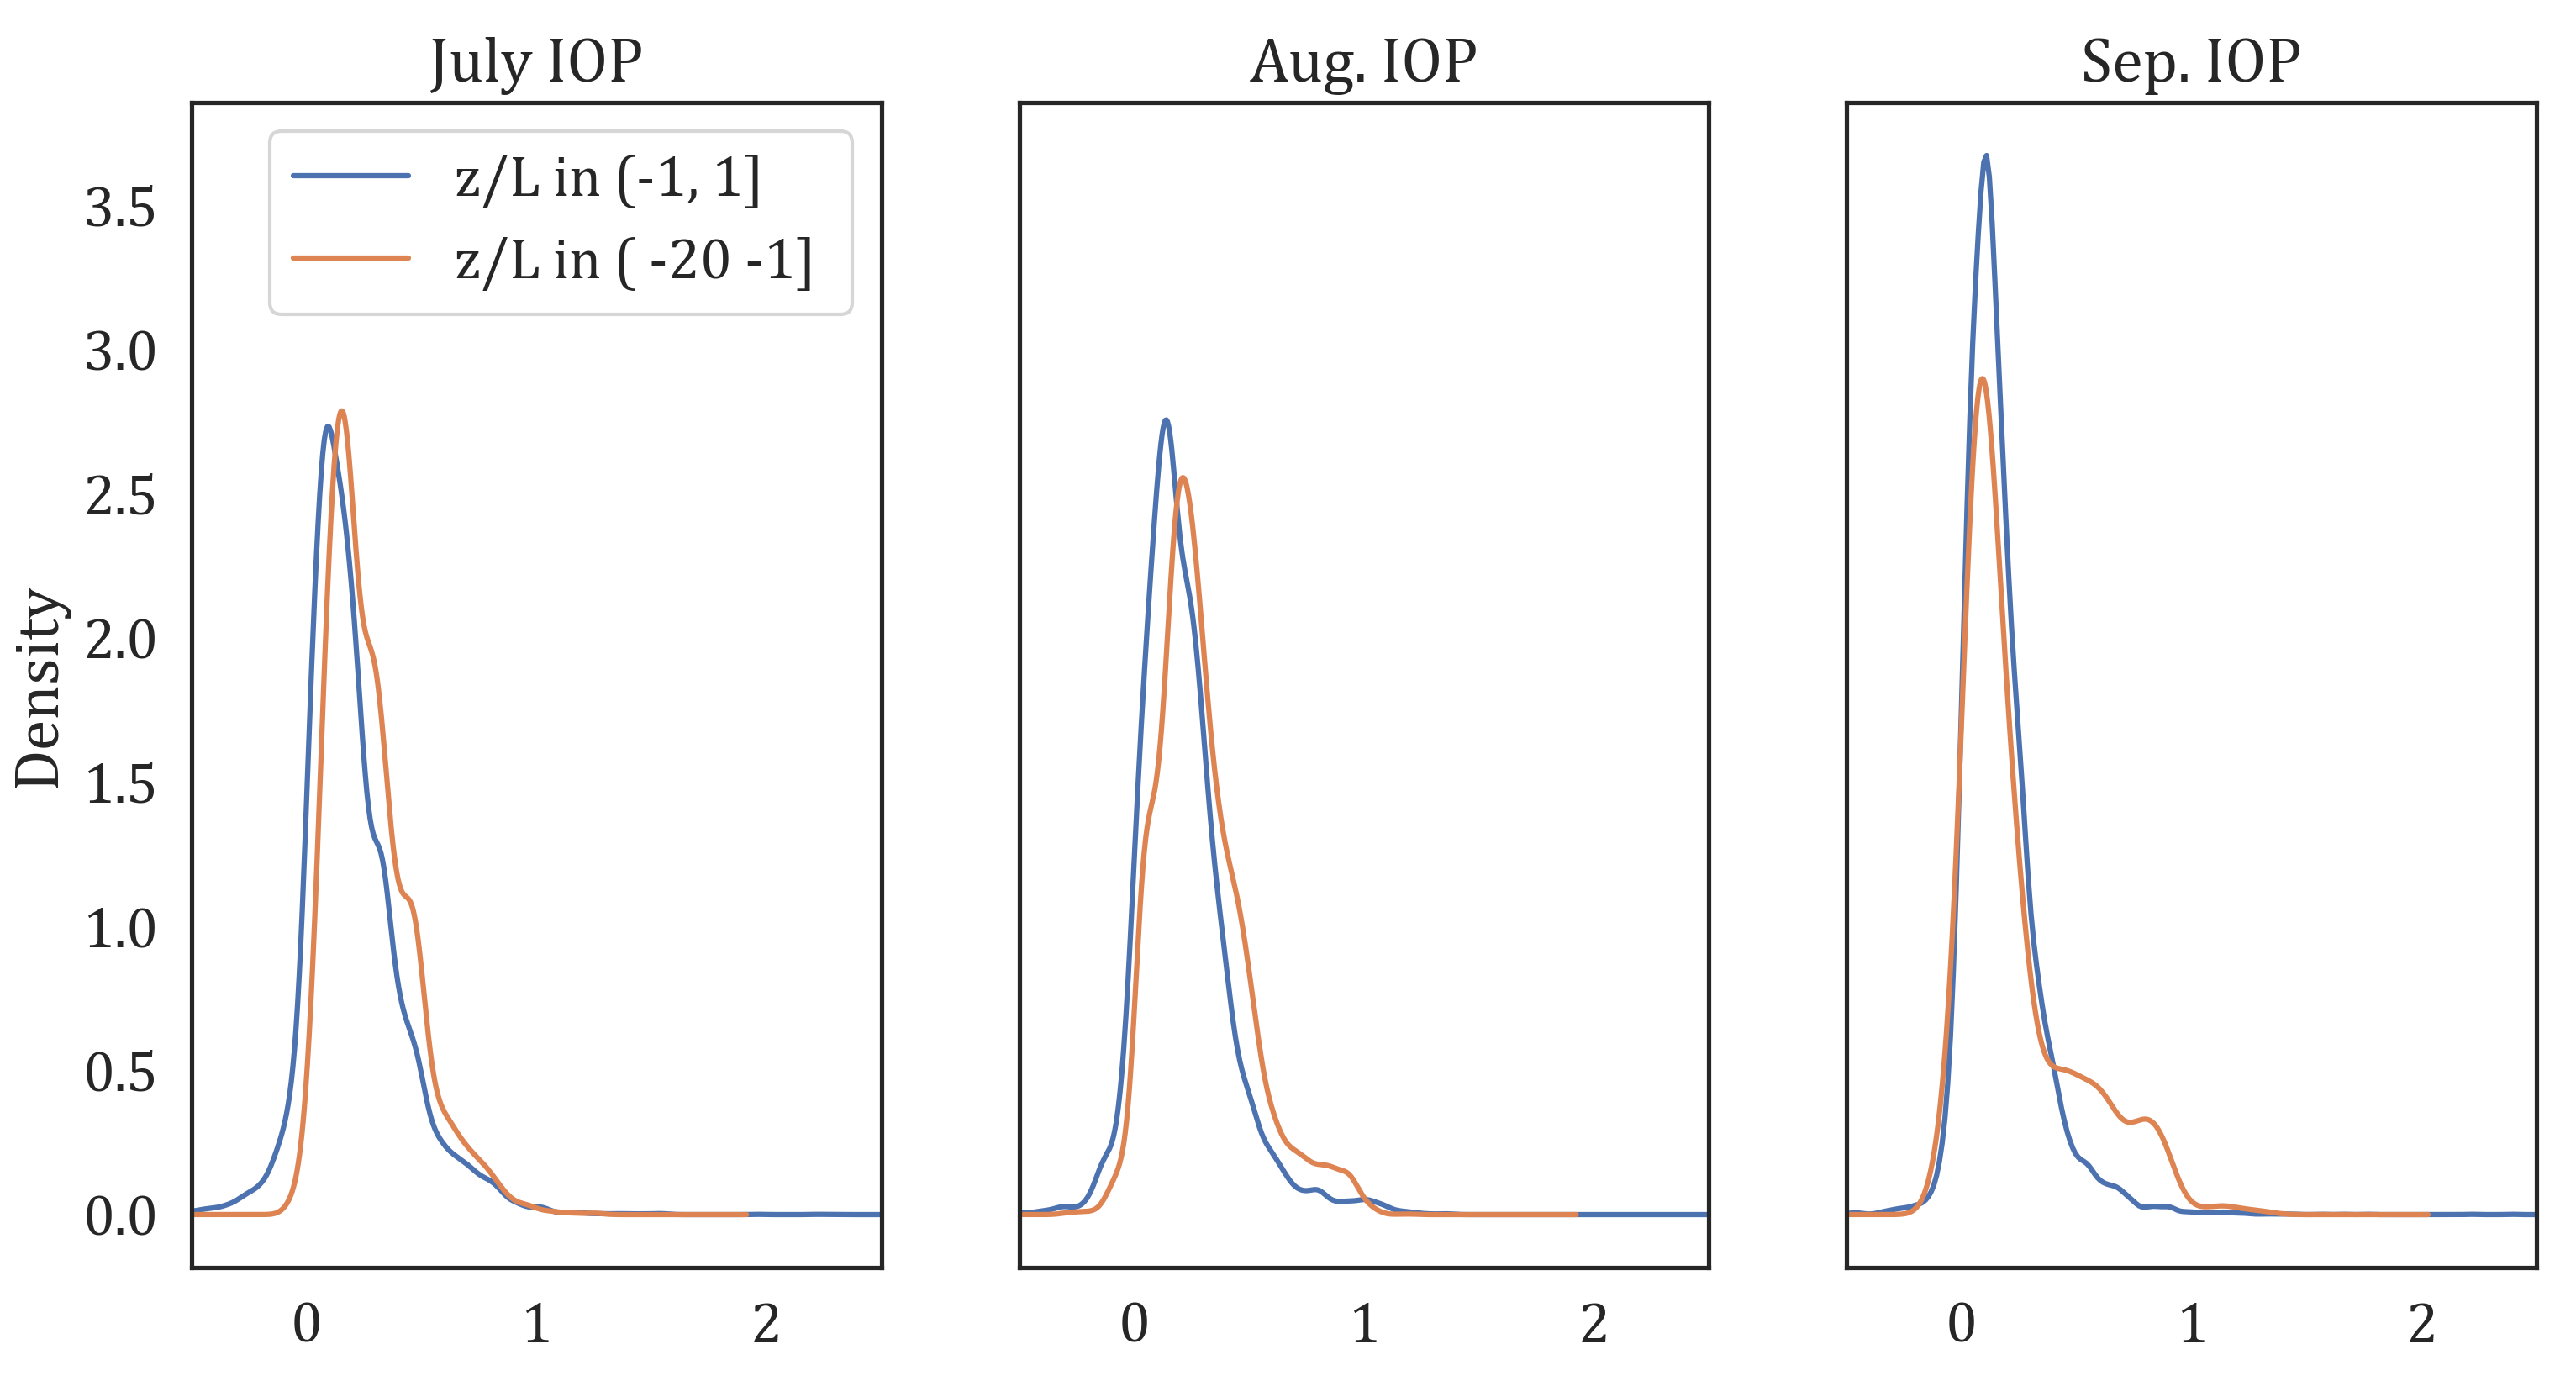 July IOP
Aug. IOP
Sep. IOP
z/L in (-1, 1]
z/L in ( -20 -1]
Density
3.5
3.0
2.5
2.0
1.5
1.0
0.5
0.0
0 1 2
0 1 2
0 1 2